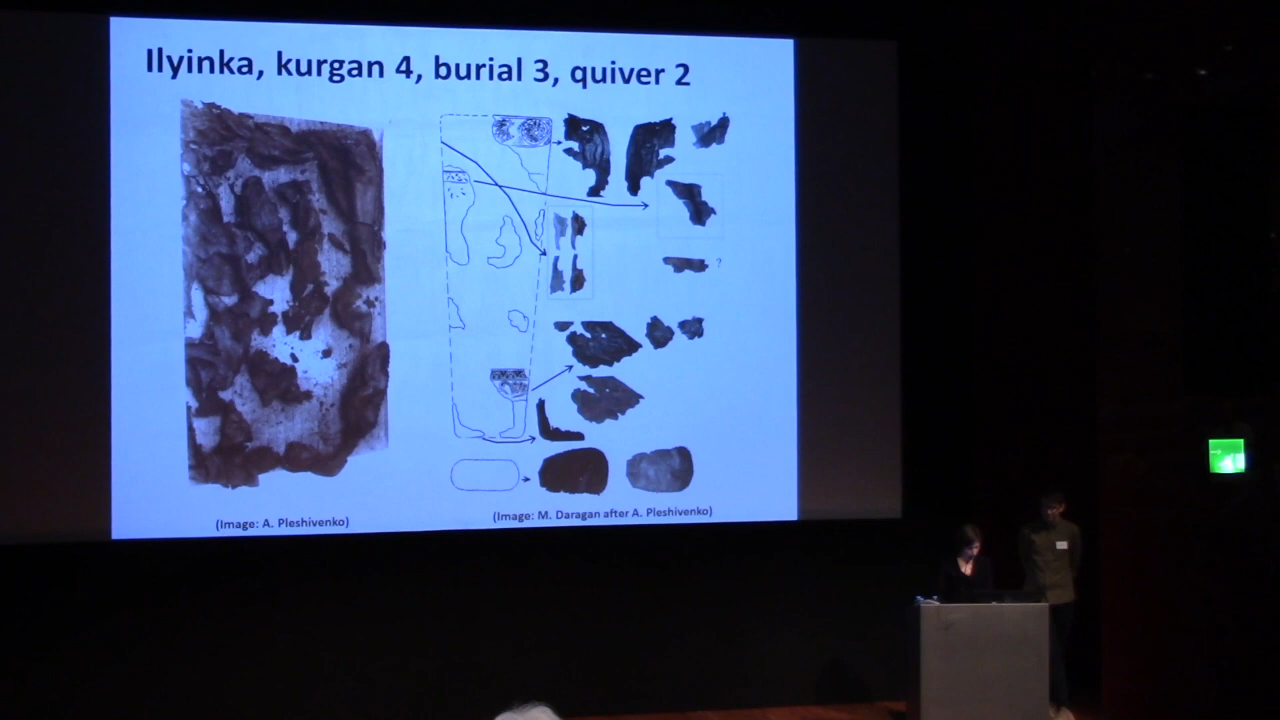 Ilyinka, kurgan 4, burial 3, quiver 2
?
(Image: A. Pleshivenko)
(Image: M. Daragan after A. Pleshivenko)